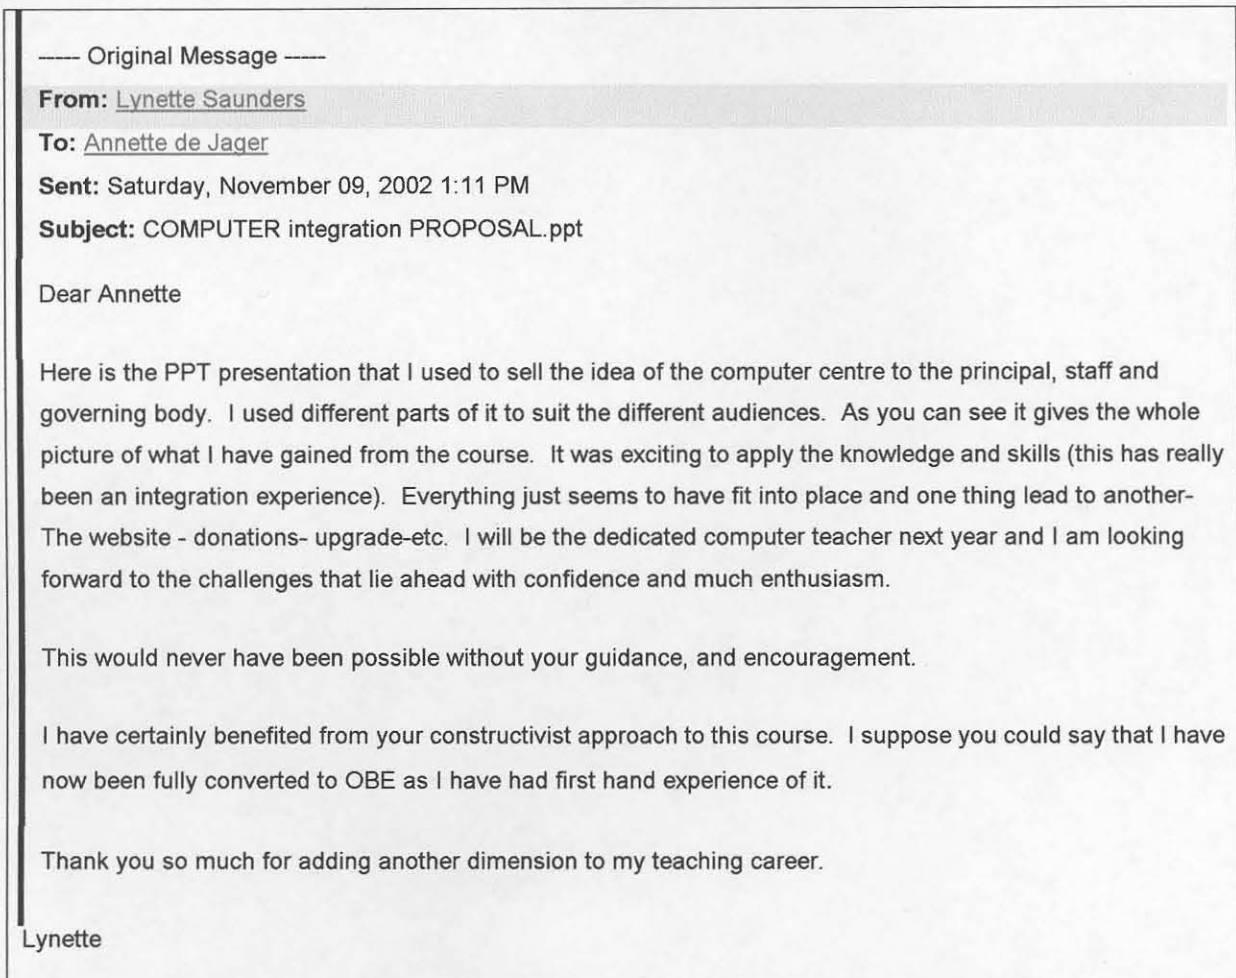 ----- Original Message -----
From: Lynette Saunders
To: Annette de Jager
Sent: Saturday, November 09, 2002 1:11 PM
Subject: COMPUTER integration PROPOSAL.ppt
Dear Annette
Here is the PPT presentation that I used to sell the idea of the computer centre to the principal, staff and
governing body.  I used different parts of it to suit the different audiences.  As you can see it gives the whole
picture of what I have gained from the course.  It was exciting to apply the knowledge and skills (this has really
been an integration experience).  Everything just seems to have fit into place and one thing lead to another-
The website - donations- upgrade-etc.  I will be the dedicated computer teacher next year and I am looking
forward to the challenges that lie ahead with confidence and much enthusiasm.
This would never have been possible without your guidance, and encouragement.
I have certainly benefited from your constructivist approach to this course.  I suppose you could say that I have
now been fully converted to OBE as I have had first hand experience of it.
Thank you so much for adding another dimension to my teaching career.
Lynette